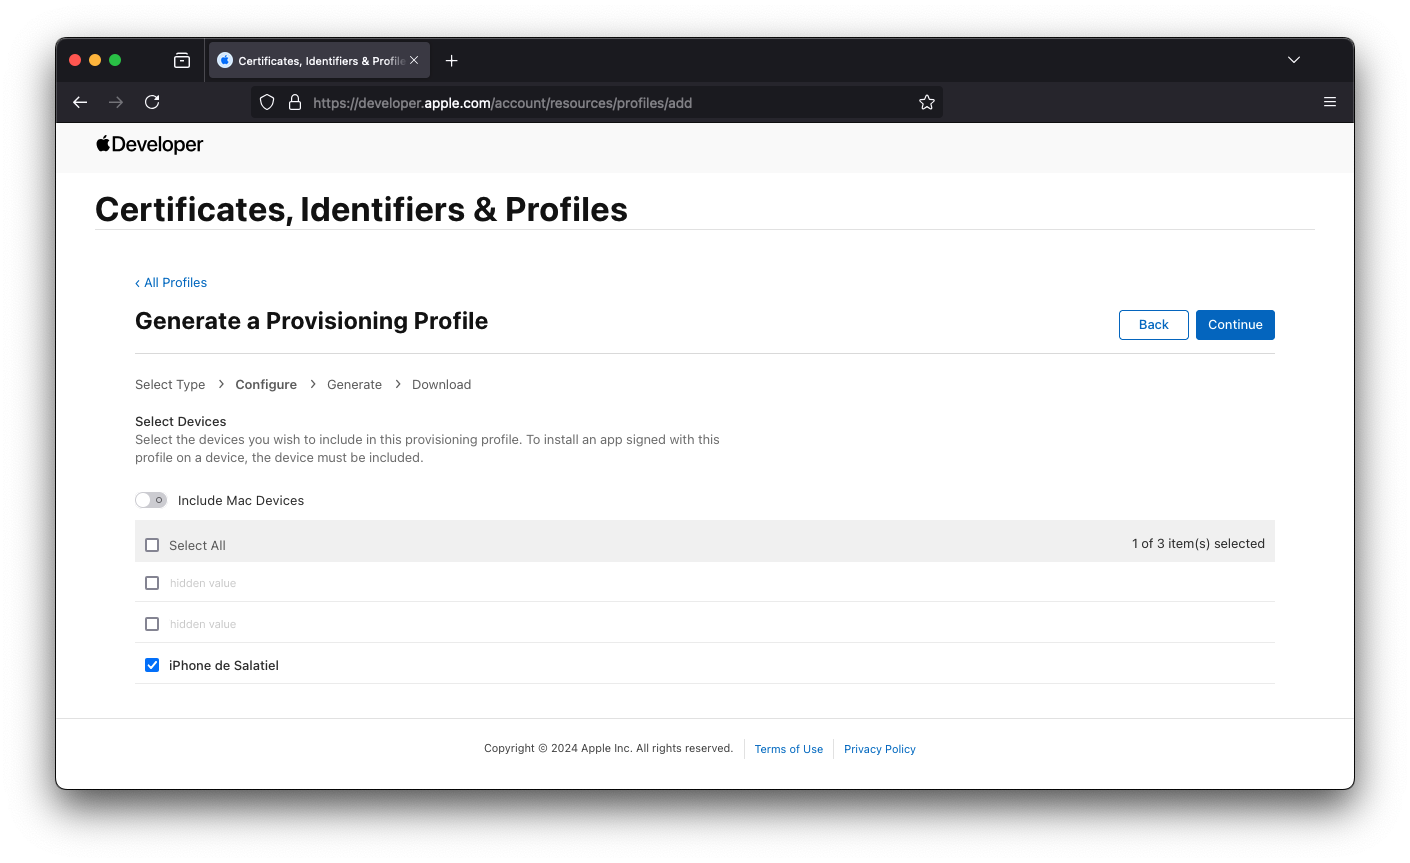 Certificates, Identifiers & Profile
https://developer.apple.com/account/resources/profiles/add
Developer
Certificates, Identifiers & Profiles
‹ All Profiles
Generate a Provisioning Profile
Back
Continue
Select Type > Configure > Generate > Download
Select Devices
Select the devices you wish to include in this provisioning profile. To install an app signed with this
profile on a device, the device must be included.
Include Mac Devices
Select All
1 of 3 item(s) selected
hidden value
hidden value
iPhone de Salatiel
Copyright © 2024 Apple Inc. All rights reserved.
Terms of Use
Privacy Policy